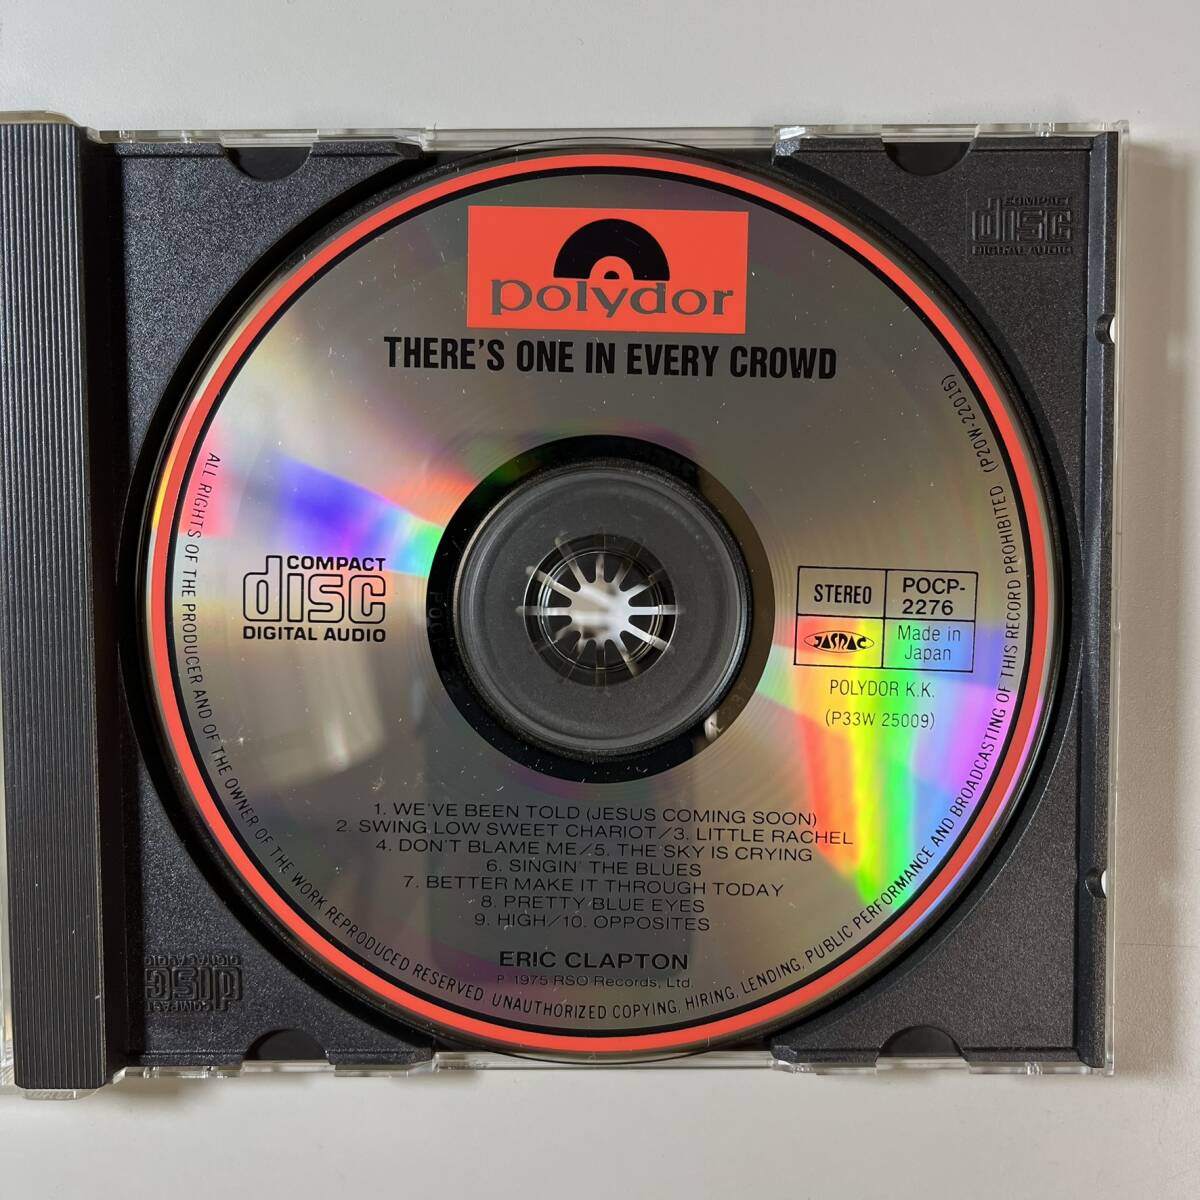 polydor
THERE'S ONE IN EVERY CROWD
COMPACT
disc
DIGITAL AUDIO
STEREO
POCP-
2276
JASRAC
Made in
Japan
POLYDOR K.K.
(P33W 25009)
1. WE'VE BEEN TOLD (JESUS COMING SOON)
2. SWING LOW SWEET CHARIOT/3. LITTLE RACHEL
4. DON'T BLAME ME/5. THE SKY IS CRYING
6. SINGIN' THE BLUES
7. BETTER MAKE IT THROUGH TODAY
8. PRETTY BLUE EYES
9. HIGH/10. OPPOSITES
ERIC CLAPTON
P 1975 RSO Records, Ltd.
ALL RIGHTS OF THE PRODUCER AND OF THE OWNER OF THE WORK REPRODUCED RESERVED. UNAUTHORIZED COPYING, HIRING, LENDING, PUBLIC PERFORMANCE AND BROADCASTING OF THIS RECORD PROHIBITED (P20W-22016)
COMPACT
disc
DIGITAL AUDIO
COMPACT
disc
DIGITAL AUDIO